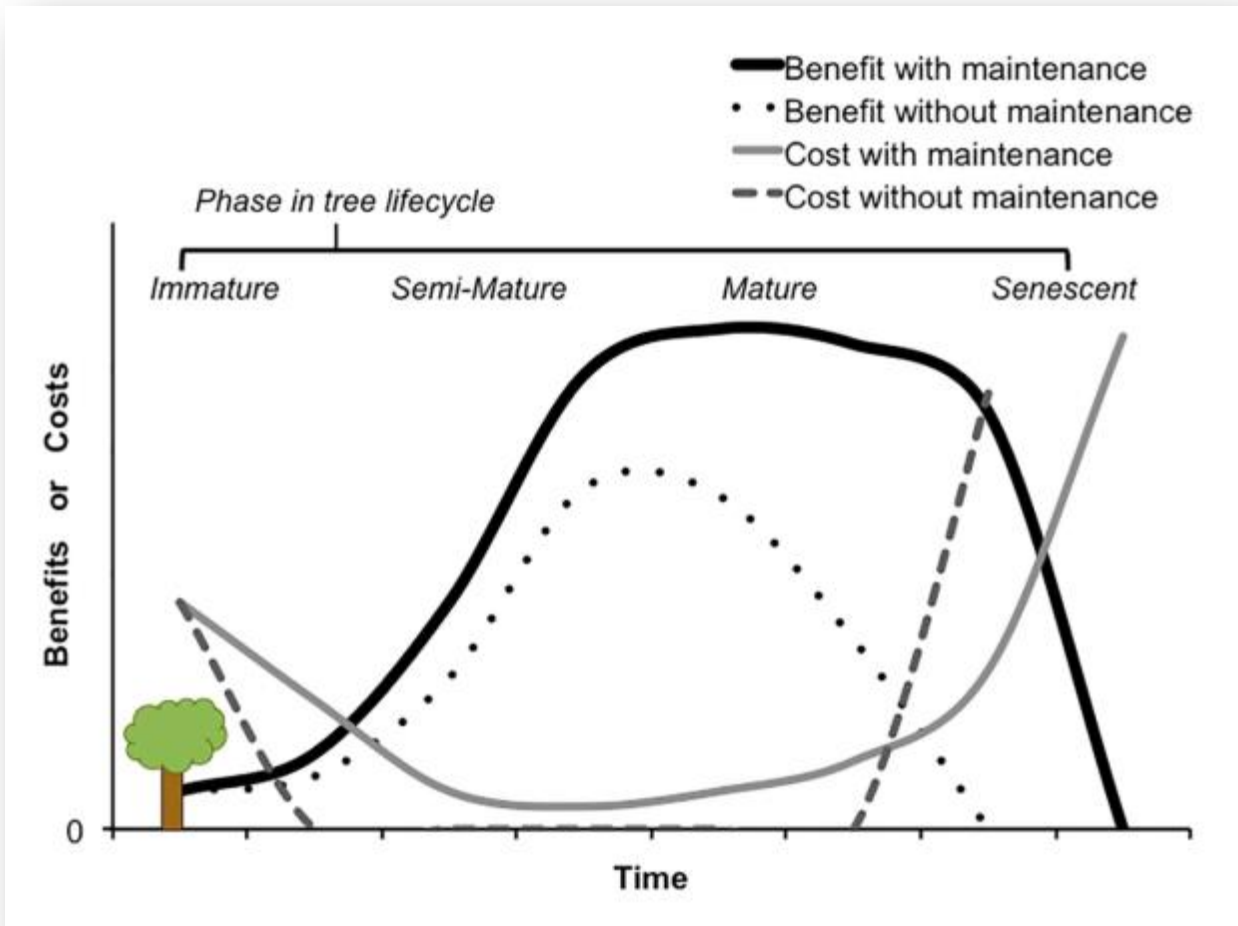 Benefit with maintenance
Benefit without maintenance
Cost with maintenance
Cost without maintenance
Phase in tree lifecycle
Immature Semi-Mature Mature Senescent
Benefits or Costs
0
Time